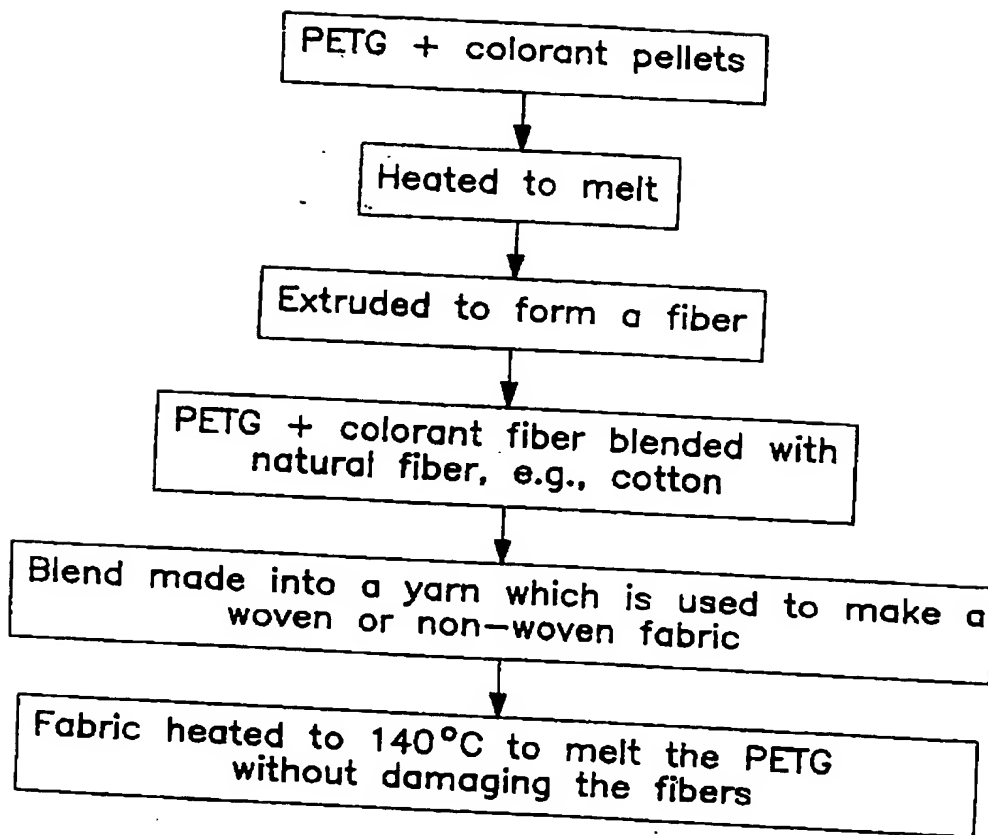 PETG + colorant pellets
Heated to melt
Extruded to form a fiber
PETG + colorant fiber blended with
natural fiber, e.g., cotton
Blend made into a yarn which is used to make a
woven or non-woven fabric
Fabric heated to 140°C to melt the PETG
without damaging the fibers